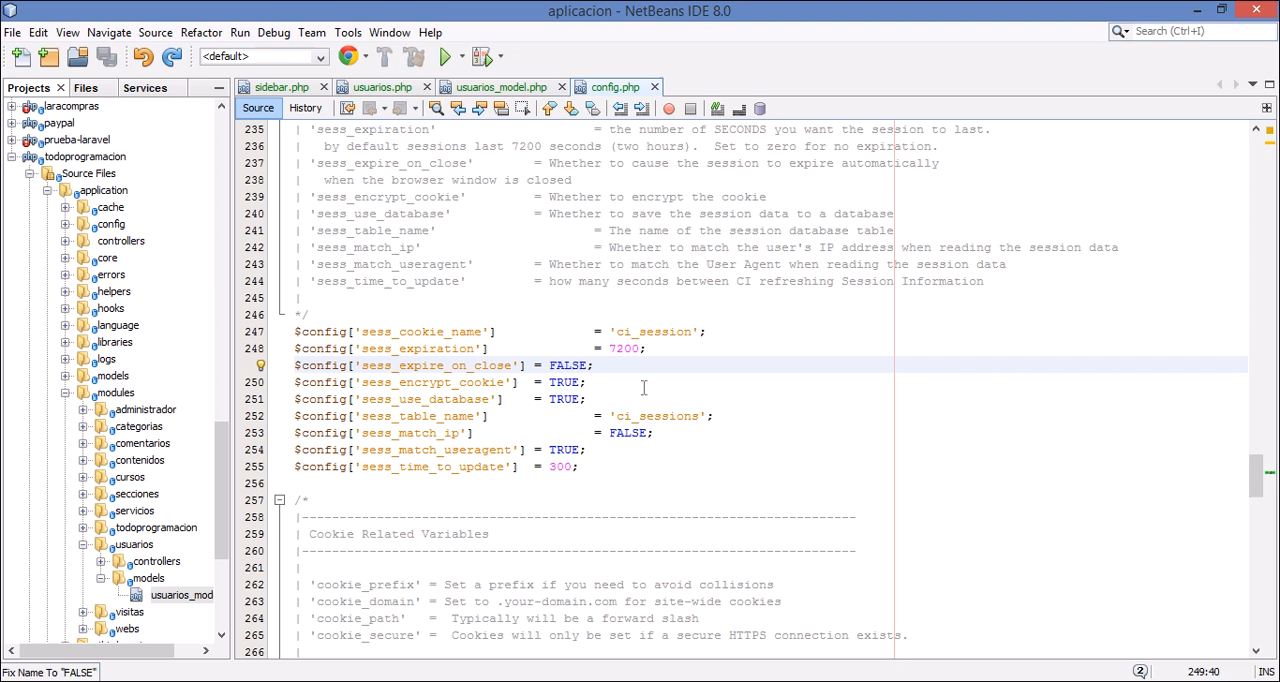 aplicacion - NetBeans IDE 8.0
File Edit View Navigate Source Refactor Run Debug Team Tools Window Help
Search (Ctrl+I)
<default>
Projects Files Services
sidebar.php usuarios.php usuarios_model.php config.php
Source History
laracompras
paypal
prueba-laravel
todoprogramacion
Source Files
application
cache
config
controllers
core
errors
helpers
hooks
language
libraries
logs
models
modules
administrador
categorias
comentarios
contenidos
cursos
secciones
servicios
todoprogramacion
usuarios
controllers
models
usuarios_mod
visitas
webs
235 | 'sess_expiration' = the number of SECONDS you want the session to last.
236 | by default sessions last 7200 seconds (two hours). Set to zero for no expiration.
237 | 'sess_expire_on_close' = Whether to cause the session to expire automatically
238 | when the browser window is closed
239 | 'sess_encrypt_cookie' = Whether to encrypt the cookie
240 | 'sess_use_database' = Whether to save the session data to a database
241 | 'sess_table_name' = The name of the session database table
242 | 'sess_match_ip' = Whether to match the user's IP address when reading the session data
243 | 'sess_match_useragent' = Whether to match the User Agent when reading the session data
244 | 'sess_time_to_update' = how many seconds between CI refreshing Session Information
245 |
246 */
247 $config['sess_cookie_name'] = 'ci_session';
248 $config['sess_expiration'] = 7200;
$config['sess_expire_on_close'] = FALSE;
250 $config['sess_encrypt_cookie'] = TRUE;
251 $config['sess_use_database'] = TRUE;
252 $config['sess_table_name'] = 'ci_sessions';
253 $config['sess_match_ip'] = FALSE;
254 $config['sess_match_useragent'] = TRUE;
255 $config['sess_time_to_update'] = 300;
256
257 /*
258 |--------------------------------------------------------------------------
259 | Cookie Related Variables
260 |--------------------------------------------------------------------------
261 |
262 | 'cookie_prefix' = Set a prefix if you need to avoid collisions
263 | 'cookie_domain' = Set to .your-domain.com for site-wide cookies
264 | 'cookie_path' = Typically will be a forward slash
265 | 'cookie_secure' = Cookies will only be set if a secure HTTPS connection exists.
266 |
Fix Name To "FALSE" 2 249:40 INS